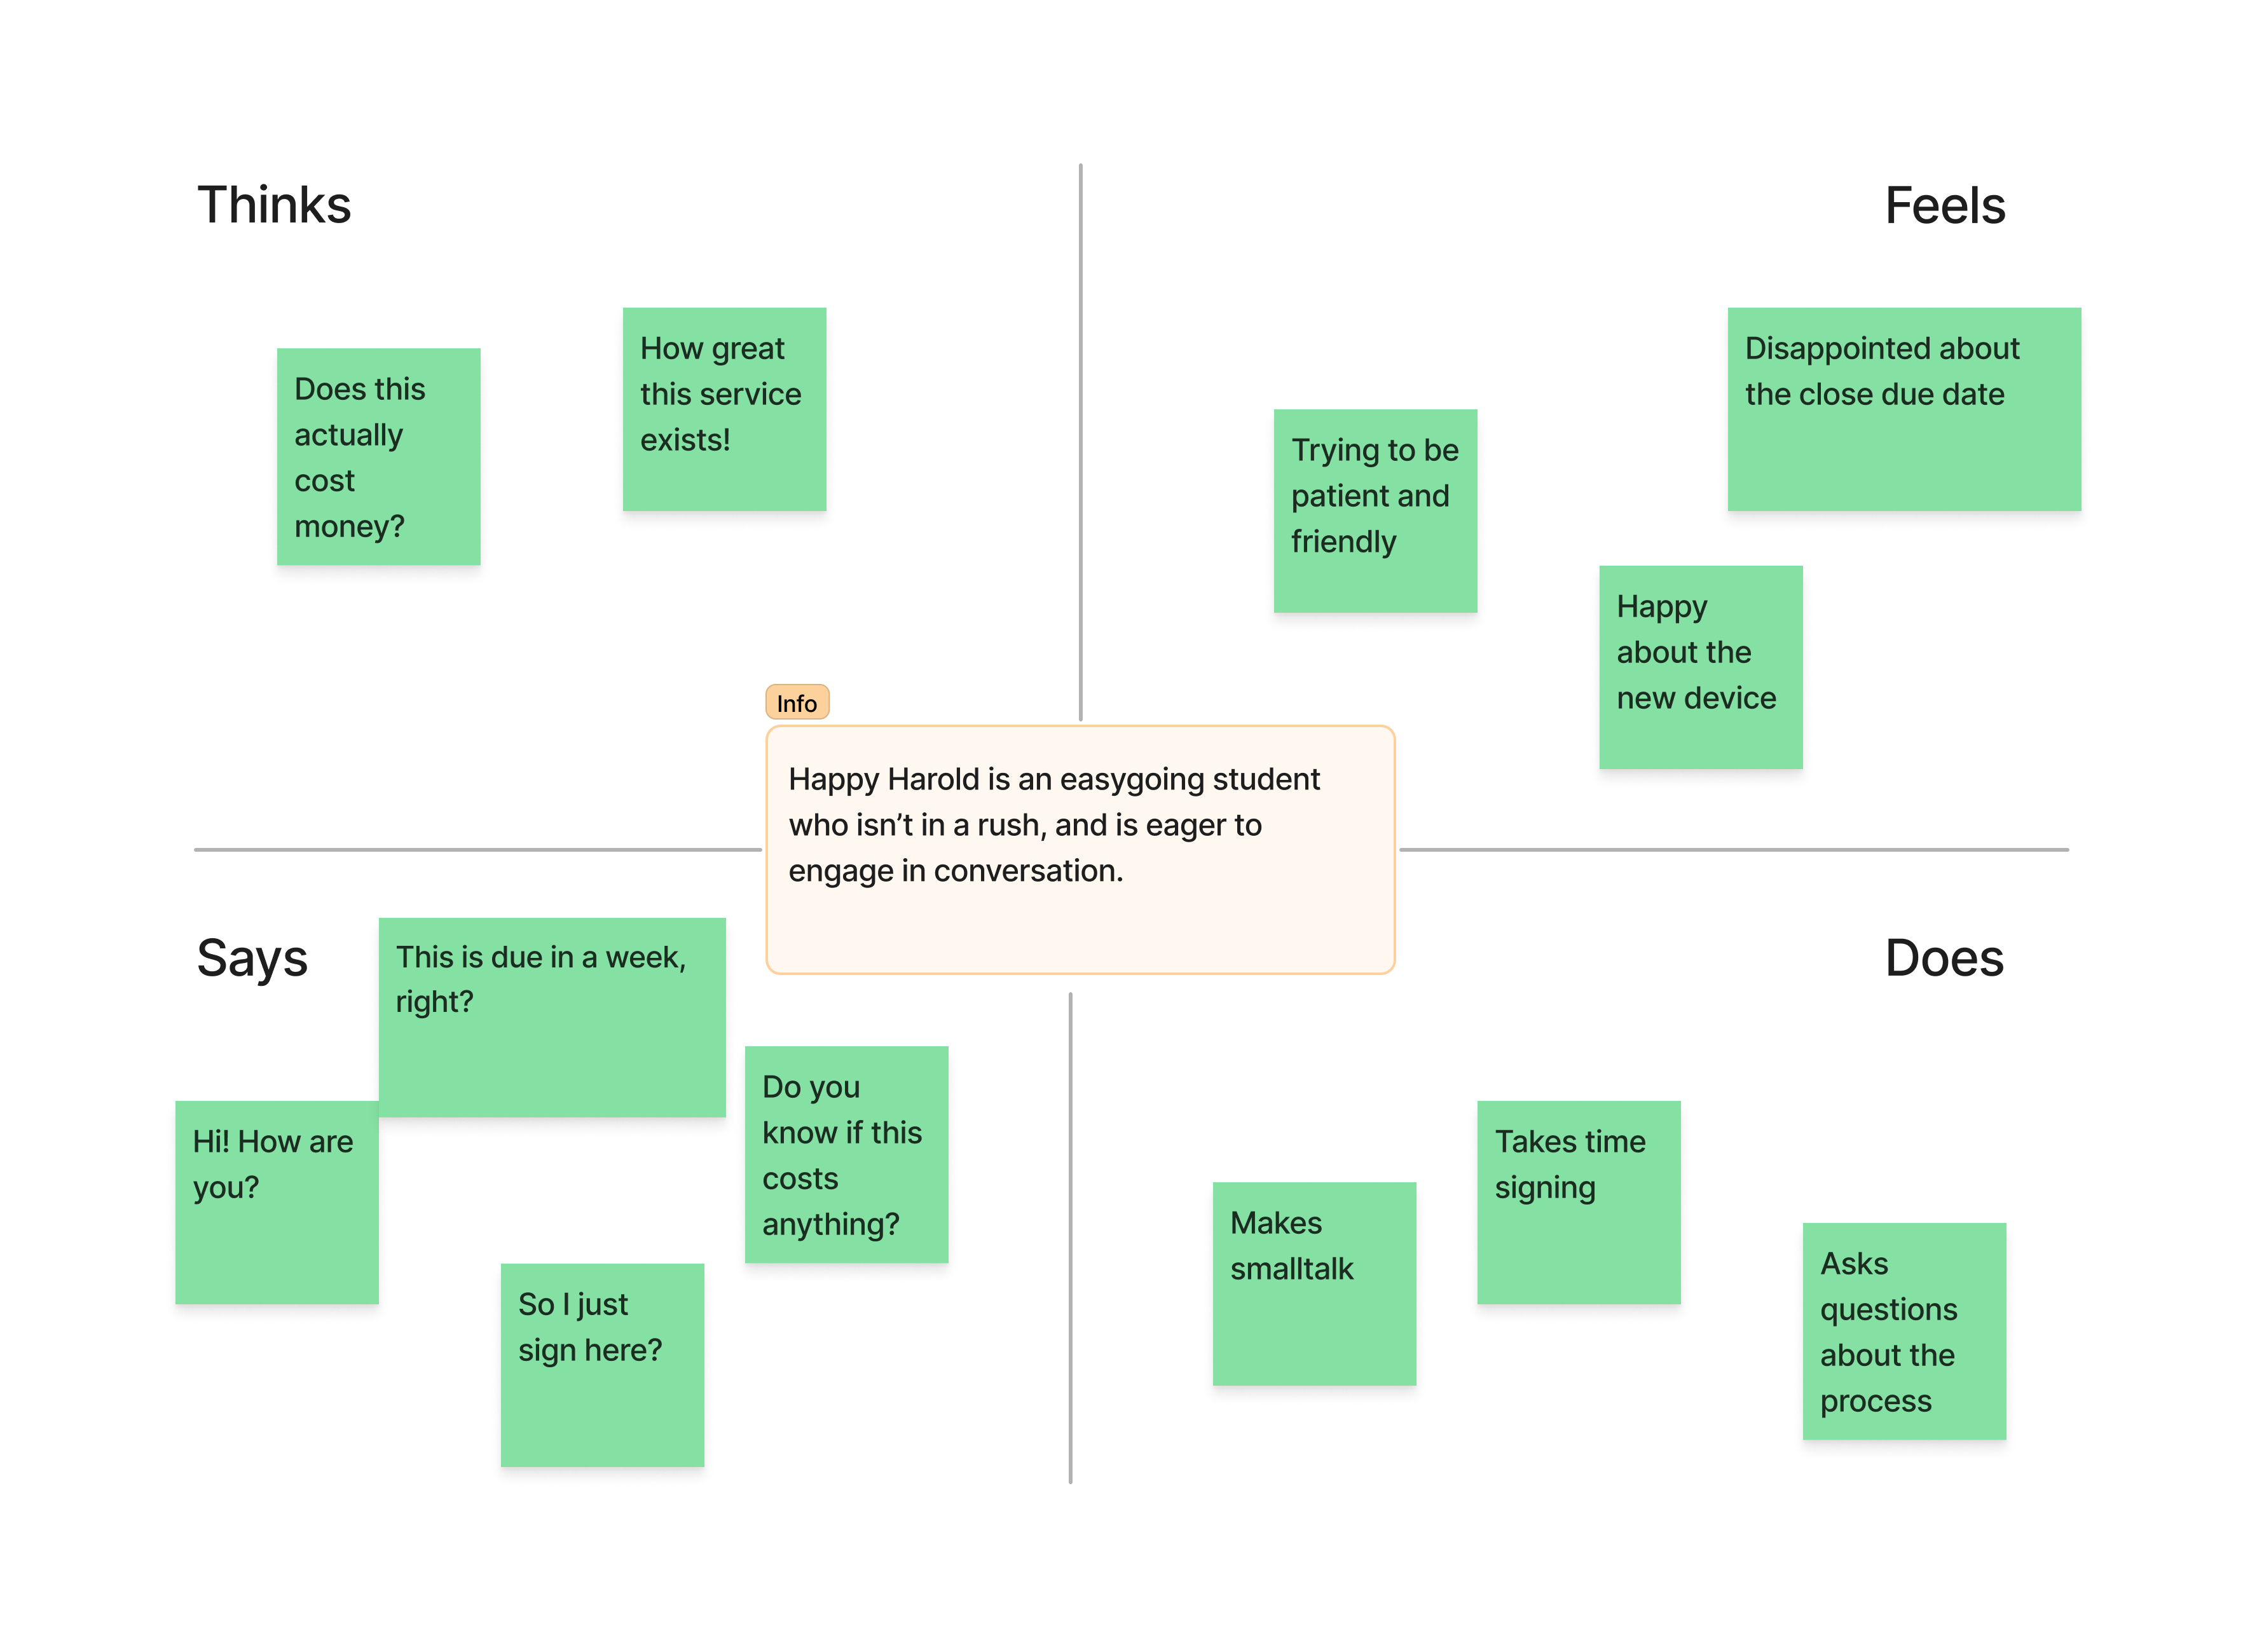 Thinks
Does this
actually
cost
money?
How great
this service
exists!
Feels
Trying to be
patient and
friendly
Disappointed about
the close due date
Happy
about the
new device
Info
Happy Harold is an easygoing student
who isn’t in a rush, and is eager to
engage in conversation.
Says
This is due in a week,
right?
Hi! How are
you?
Do you
know if this
costs
anything?
So I just
sign here?
Does
Makes
smalltalk
Takes time
signing
Asks
questions
about the
process